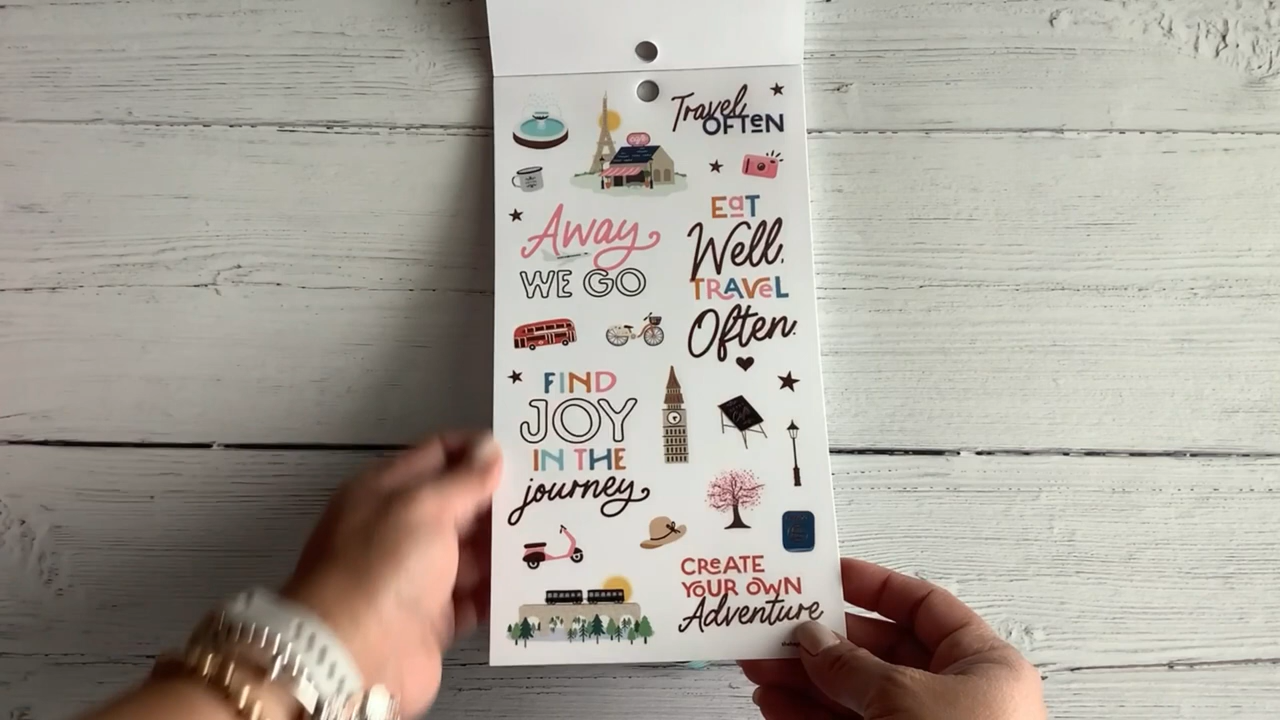 Travel
OFTeN
Away
WE GO
EaT
Well.
TRAVeL
Often.
FIND
JOY
IN THE
journey
CReATE
YOUR OWN
Adventure